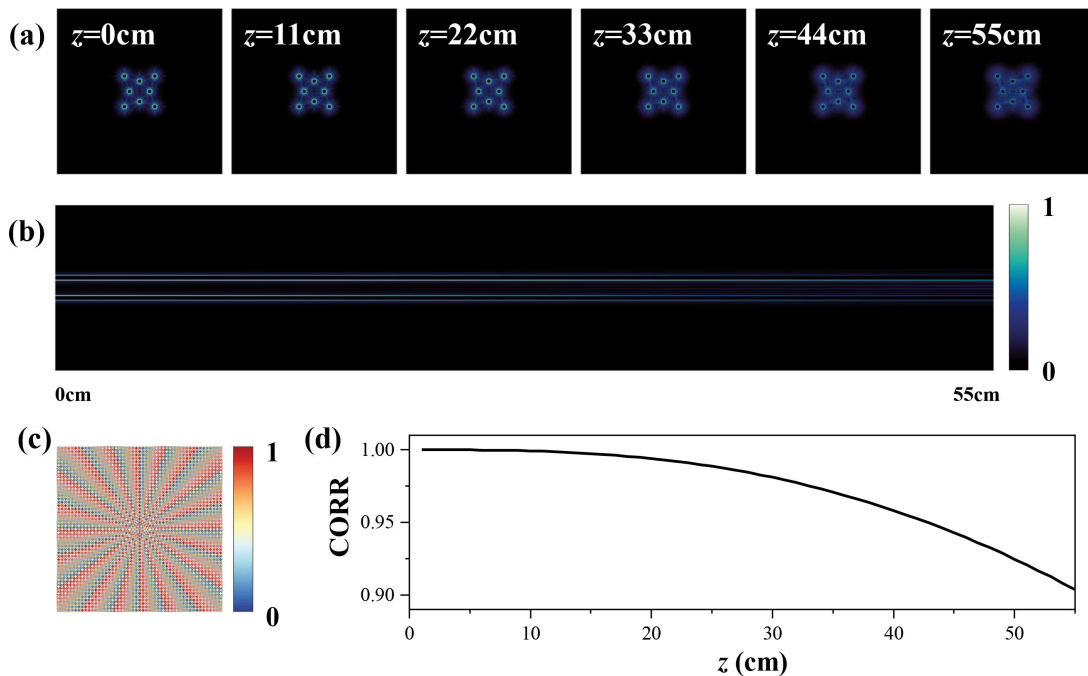 (a)
z=0cm
z=11cm
z=22cm
z=33cm
z=44cm
z=55cm
(b)
1
0
0cm
55cm
(c)
1
0
(d)
CORR
1.00
0.95
0.90
0
10
20
30
40
50
z (cm)